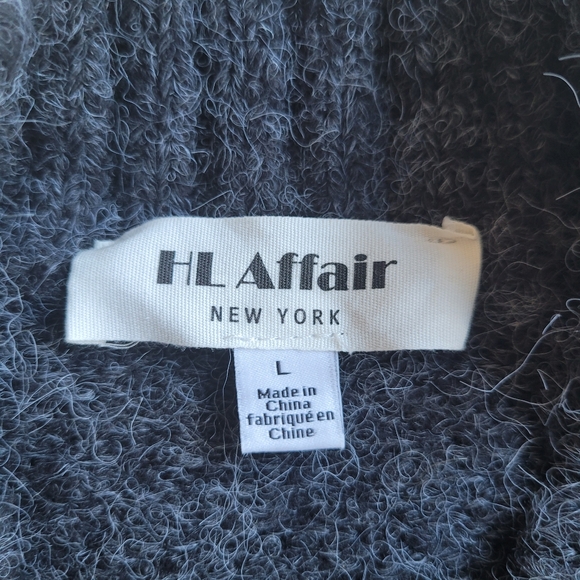 HL Affair
NEW YORK
L
Made in
China
fabriqué en
Chine